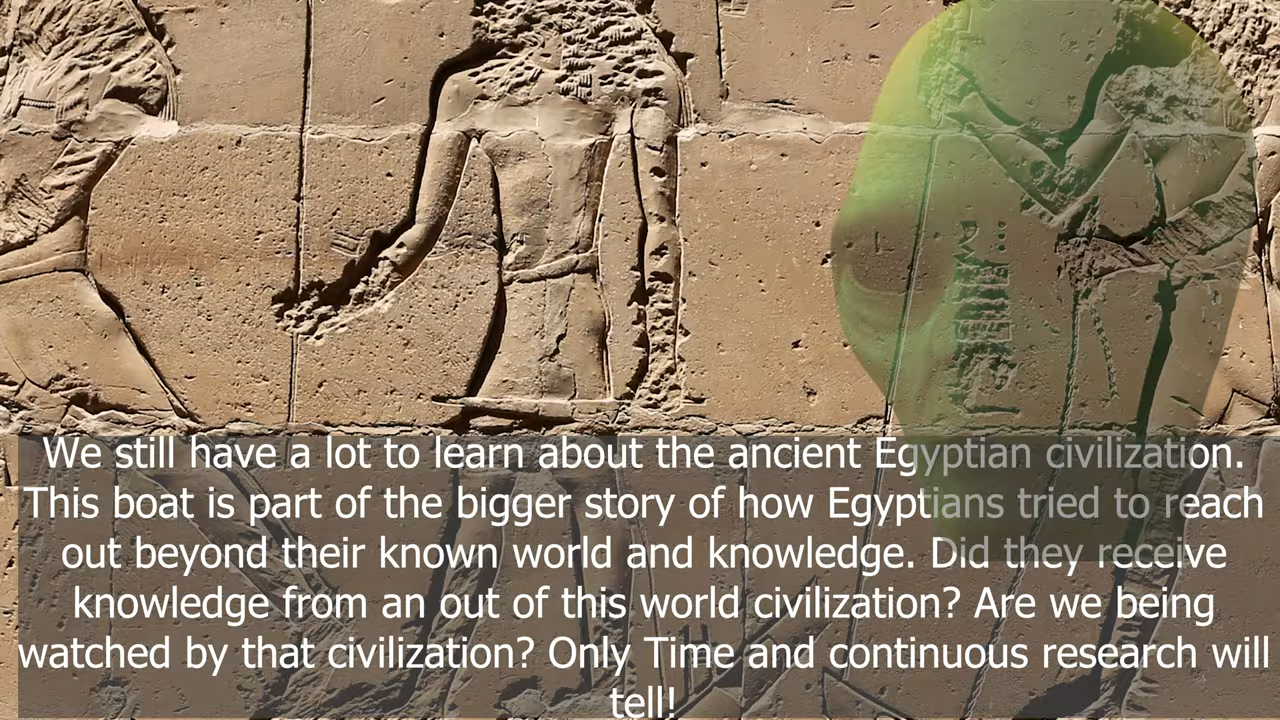 We still have a lot to learn about the ancient Egyptian civilization.
This boat is part of the bigger story of how Egyptians tried to reach
out beyond their known world and knowledge. Did they receive
knowledge from an out of this world civilization? Are we being
watched by that civilization? Only Time and continuous research will
tell!